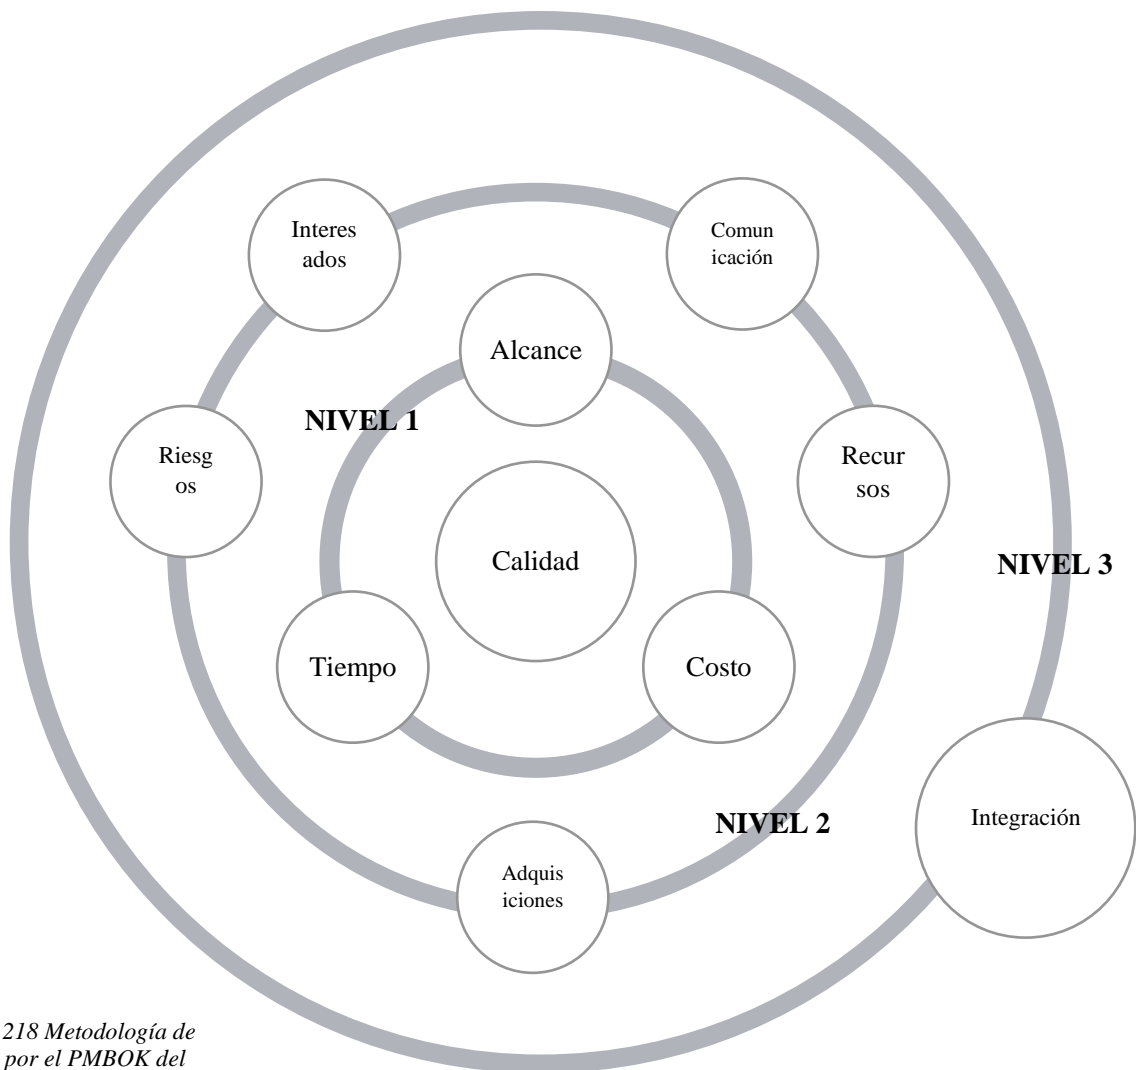 Interes
ados
Comun
icación
Alcance
NIVEL 1
Riesg
os
Recur
sos
Calidad
NIVEL 3
Tiempo
Costo
NIVEL 2
Integración
Adquis
iciones
218 Metodología de
por el PMBOK del